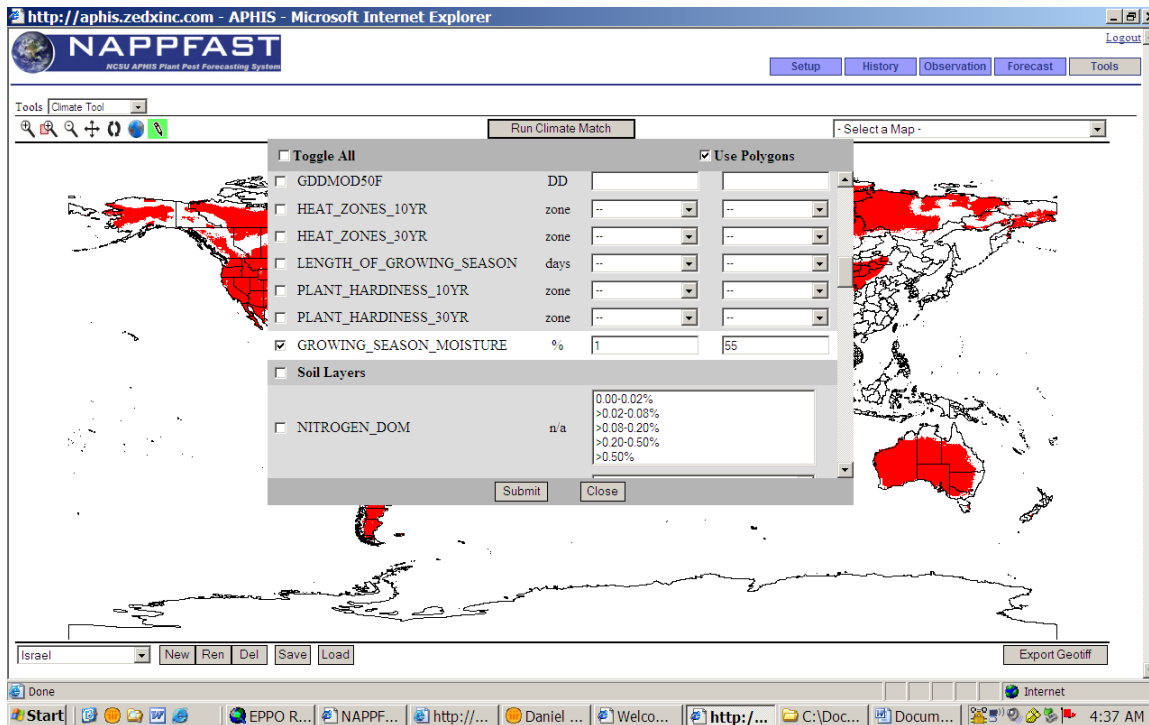 http://aphis.zedxinc.com - APHIS - Microsoft Internet Explorer
NAPPFAST
NCSU APHIS Plant Pest Forecasting System
Logout
Setup History Observation Forecast Tools
Tools Climate Tool
Run Climate Match - Select a Map -
Toggle All Use Polygons
GDDMOD50F DD
HEAT_ZONES_10YR zone -- --
HEAT_ZONES_30YR zone -- --
LENGTH_OF_GROWING_SEASON days -- --
PLANT_HARDINESS_10YR zone -- --
PLANT_HARDINESS_30YR zone -- --
GROWING_SEASON_MOISTURE % 1 55
Soil Layers
NITROGEN_DOM n/a
0.00-0.02%
>0.02-0.08%
>0.08-0.20%
>0.20-0.50%
>0.50%
Submit Close
Israel New Ren Del Save Load Export Geotiff
Done Internet
Start EPPO R... NAPPF... http://... Daniel ... Welco... http:/... C:\Doc... Docum... 4:37 AM